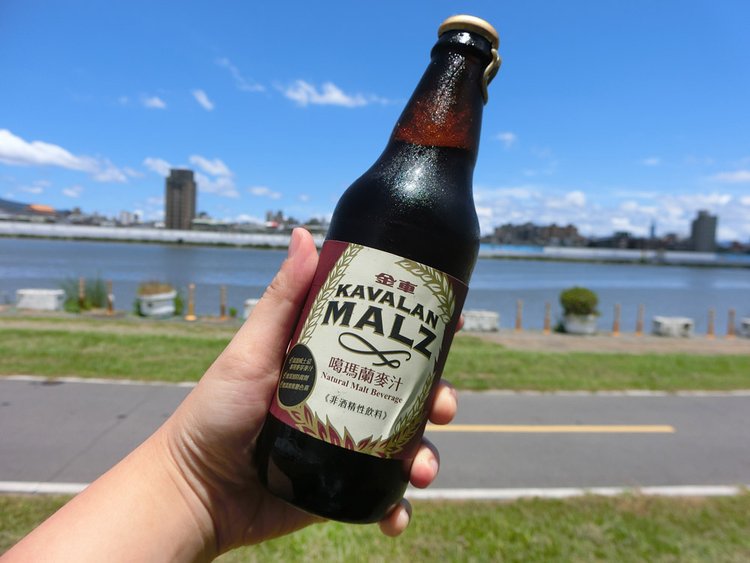 金車
KAVALAN
MALZ
噶瑪蘭麥汁
Natural Malt Beverage
《非酒精性飲料》